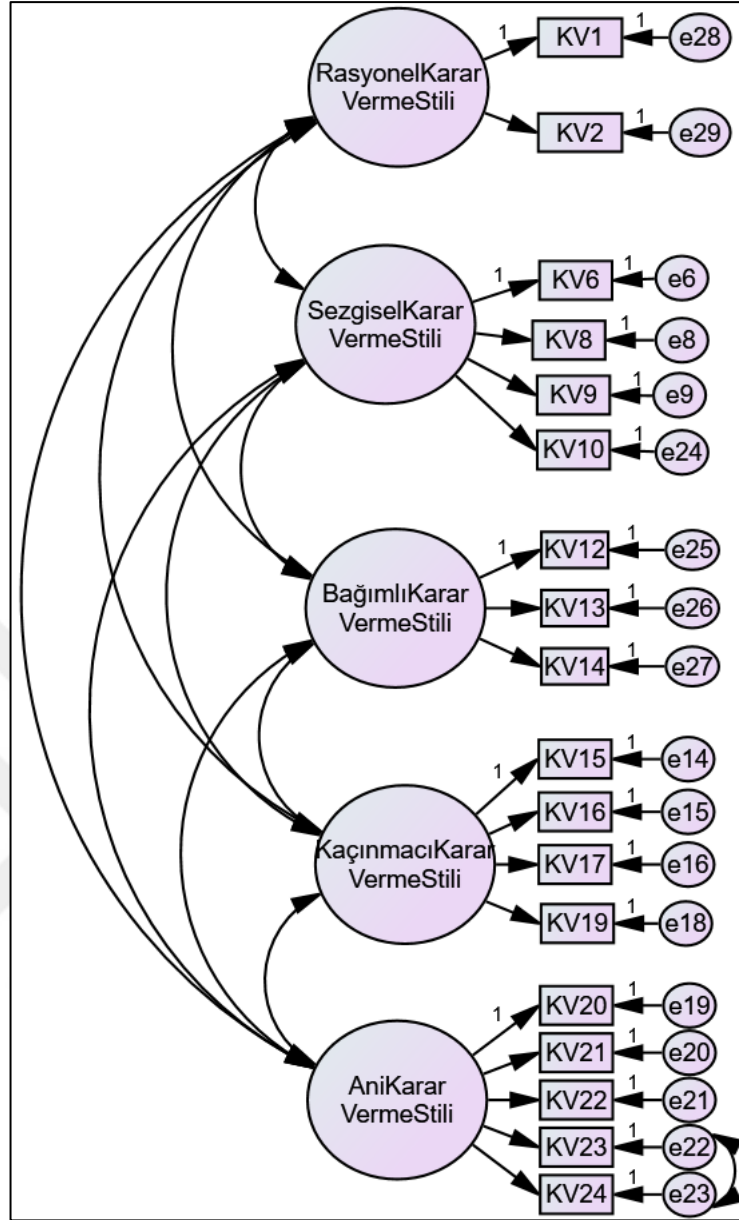 RasyonelKarar
VermeStili
1
KV1
1
e28
KV2
1
e29
SezgiselKarar
VermeStili
1
KV6
1
e6
KV8
1
e8
KV9
1
e9
KV10
1
e24
BağımlıKarar
VermeStili
1
KV12
1
e25
KV13
1
e26
KV14
1
e27
KaçınmacıKarar
VermeStili
1
KV15
1
e14
KV16
1
e15
KV17
1
e16
KV19
1
e18
AniKarar
VermeStili
1
KV20
1
e19
KV21
1
e20
KV22
1
e21
KV23
1
e22
KV24
1
e23